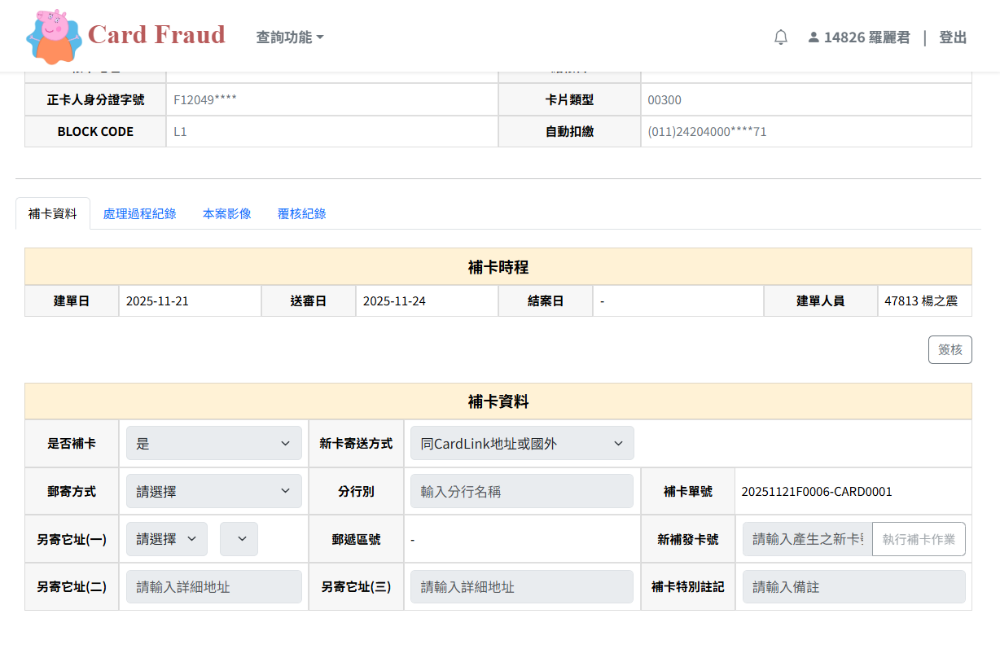 Card Fraud
查詢功能
14826 羅麗君 | 登出
正卡人身分證字號 F12049**** 卡片類型 00300
BLOCK CODE L1 自動扣繳 (011)24204000****71
補卡資料 處理過程紀錄 本案影像 覆核紀錄
補卡時程
建單日 2025-11-21 送審日 2025-11-24 結案日 - 建單人員 47813 楊之震
簽核
補卡資料
是否補卡 是 新卡寄送方式 同CardLink地址或國外
郵寄方式 請選擇 分行別 輸入分行名稱 補卡單號 20251121F0006-CARD0001
另寄它址(一) 請選擇 郵遞區號 - 新補發卡號 請輸入產生之新卡 執行補卡作業
另寄它址(二) 請輸入詳細地址 另寄它址(三) 請輸入詳細地址 補卡特別註記 請輸入備註